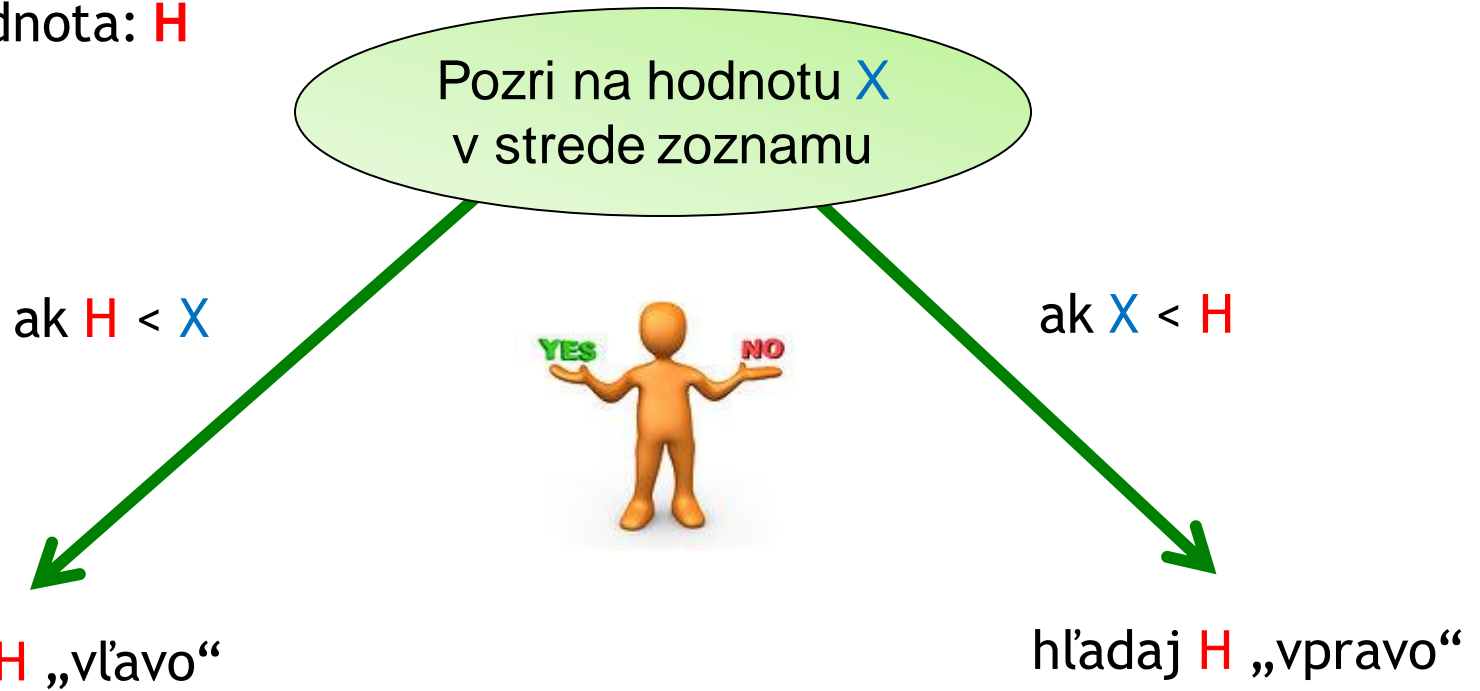 dnota: H
Pozri na hodnotu X
v strede zoznamu
ak H < X
ak X < H
YES
NO
H „vľavo“
hľadaj H „vpravo“